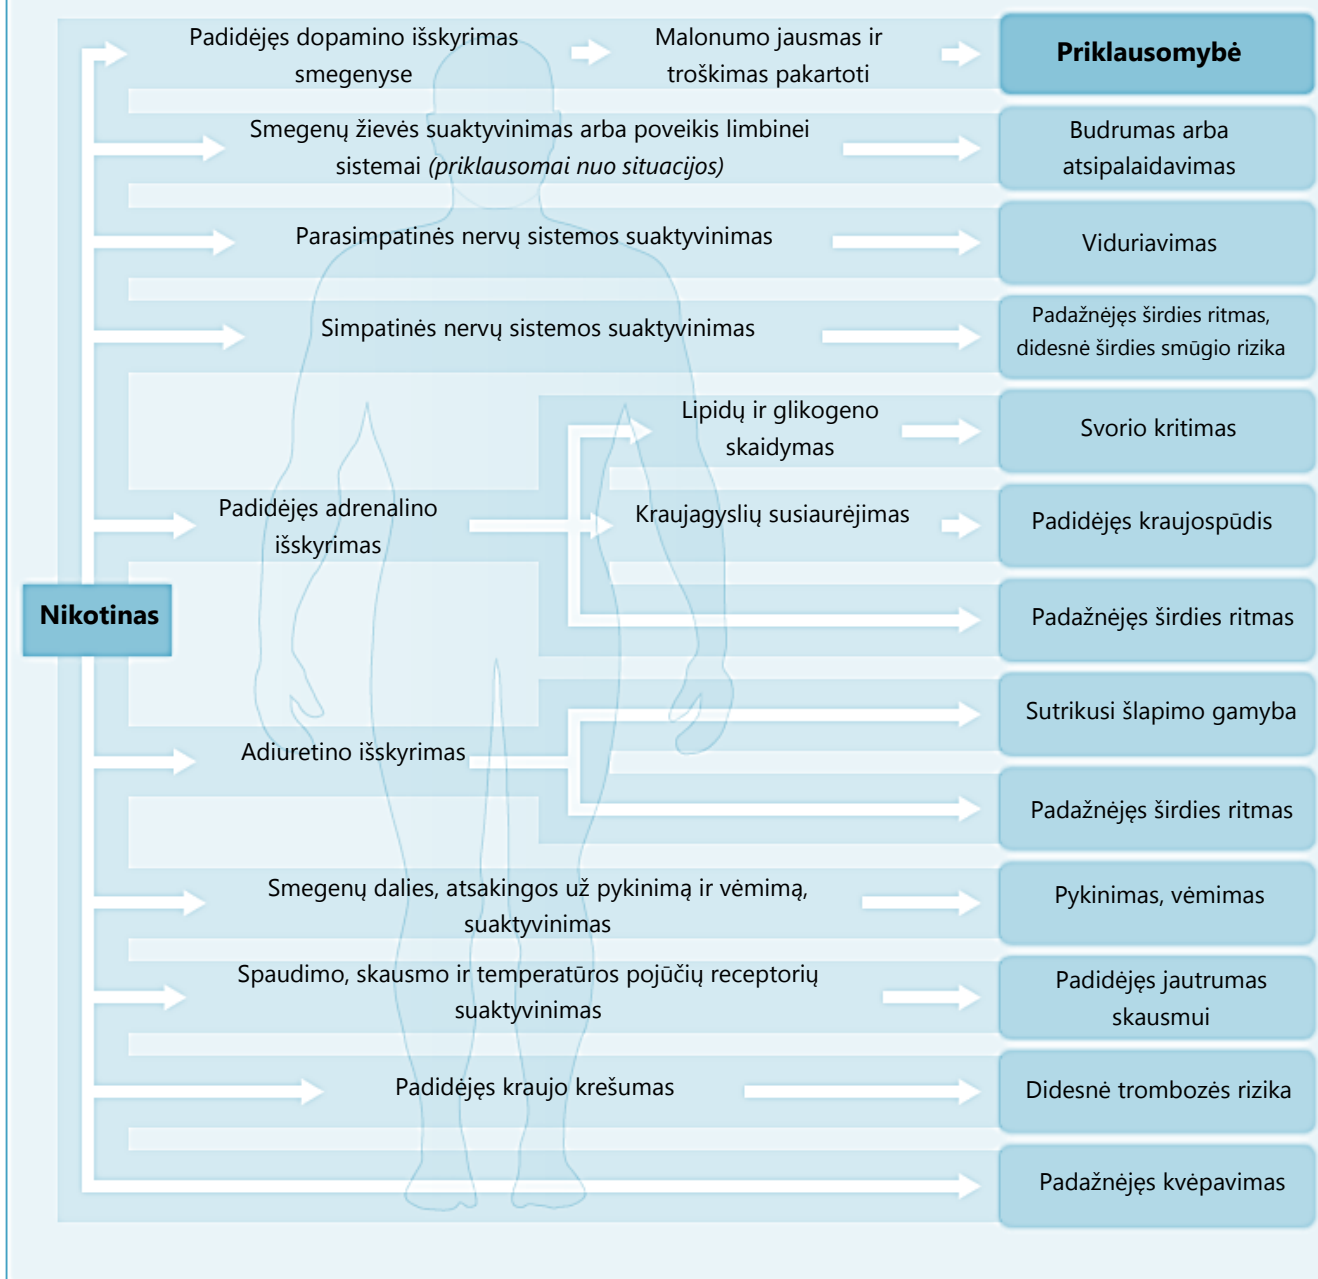 Padidėjęs dopamino išskyrimas
smegenyse
Malonumo jausmas ir
troškimas pakartoti
Priklausomybė
Smegenų žievės suaktyvinimas arba poveikis limbinei
sistemai (priklausomai nuo situacijos)
Budrumas arba
atsipalaidavimas
Parasimpatinės nervų sistemos suaktyvinimas
Viduriavimas
Simpatinės nervų sistemos suaktyvinimas
Padažnėjęs širdies ritmas,
didesnė širdies smūgio rizika
Lipidų ir glikogeno
skaidymas
Svorio kritimas
Padidėjęs adrenalino
išskyrimas
Kraujagyslių susiaurėjimas
Padidėjęs kraujospūdis
Nikotinas
Padažnėjęs širdies ritmas
Sutrikusi šlapimo gamyba
Adiuretino išskyrimas
Padažnėjęs širdies ritmas
Smegenų dalies, atsakingos už pykinimą ir vėmimą,
suaktyvinimas
Pykinimas, vėmimas
Spaudimo, skausmo ir temperatūros pojūčių receptorių
suaktyvinimas
Padidėjęs jautrumas
skausmui
Padidėjęs kraujo krešumas
Didesnė trombozės rizika
Padažnėjęs kvėpavimas